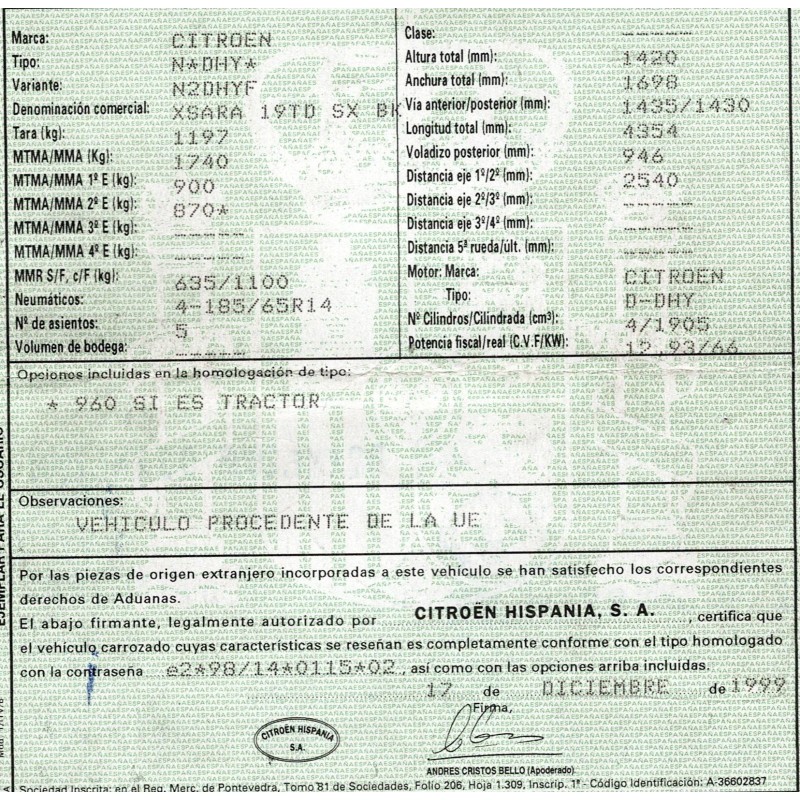 Marca: CITROEN
Tipo: N*DHY*
Variante: N2DHYF
Denominación comercial: XSARA 19TD SX BK
Tara (kg): 1197
MTMA/MMA (Kg): 1740
MTMA/MMA 1º E (kg): 900
MTMA/MMA 2º E (kg): 870*
MTMA/MMA 3ª E (kg): -- -- -- --
MTMA/MMA 4ª E (kg): -- -- -- --
MMR S/F, c/F (kg): 635/1100
Neumáticos: 4-185/65R14
Nº de asientos: 5
Volumen de bodega: -- -- -- --
Clase: -- -- -- --
Altura total (mm): 1420
Anchura total (mm): 1698
Vía anterior/posterior (mm): 1435/1430
Longitud total (mm): 4354
Voladizo posterior (mm): 946
Distancia eje 1º/2º (mm): 2540
Distancia eje 2º/3º (mm): -- -- -- --
Distancia eje 3º/4º (mm): -- -- -- --
Distancia 5ª rueda/últ. (mm): -- -- -- --
Motor: Marca: CITROEN
Tipo: D-DHY
Nº Cilindros/Cilindrada (cm³): 4/1905
Potencia fiscal/real (C.V.F/KW): 12,93/66
Opciones incluidas en la homologación de tipo:
* 960 SI ES TRACTOR
Observaciones:
VEHICULO PROCEDENTE DE LA UE
Por las piezas de origen extranjero incorporadas a este vehículo se han satisfecho los correspondientes
derechos de Aduanas.
El abajo firmante, legalmente autorizado por CITROËN HISPANIA, S. A., certifica que
el vehículo carrozado cuyas características se reseñan es completamente conforme con el tipo homologado
con la contraseña e2*98/14*0115*02, así como con las opciones arriba incluidas.
17 de DICIEMBRE de 1999
Firma,
CITROËN HISPANIA
S.A.
ANDRES CRISTOS BELLO (Apoderado)
Sociedad Inscrita: en el Reg. Merc. de Pontevedra, Tomo 81 de Sociedades, Folio 206, Hoja 1.309, Inscrip. 1ª - Código Identificación: A-36602837
EJEMPLAR PARA EL USUARIO